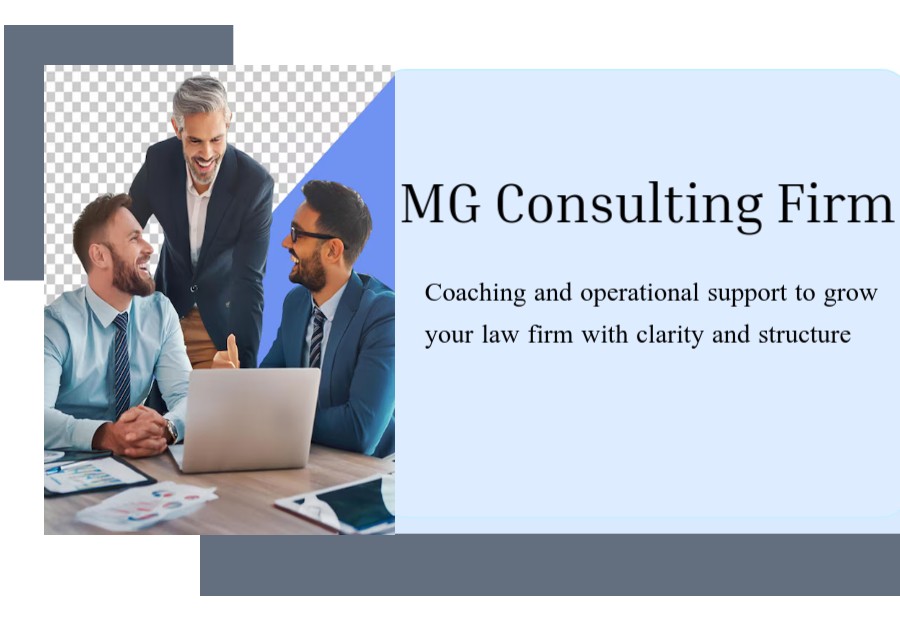 MG Consulting Firm
Coaching and operational support to grow
your law firm with clarity and structure